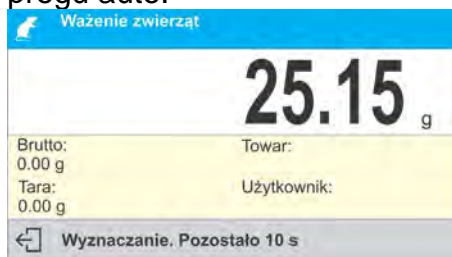 progu auto.
Ważenie zwierząt
25.15 g
Brutto:
0.00 g
Towar:
Tara:
0.00 g
Użytkownik:
Wyznaczanie. Pozostało 10 s